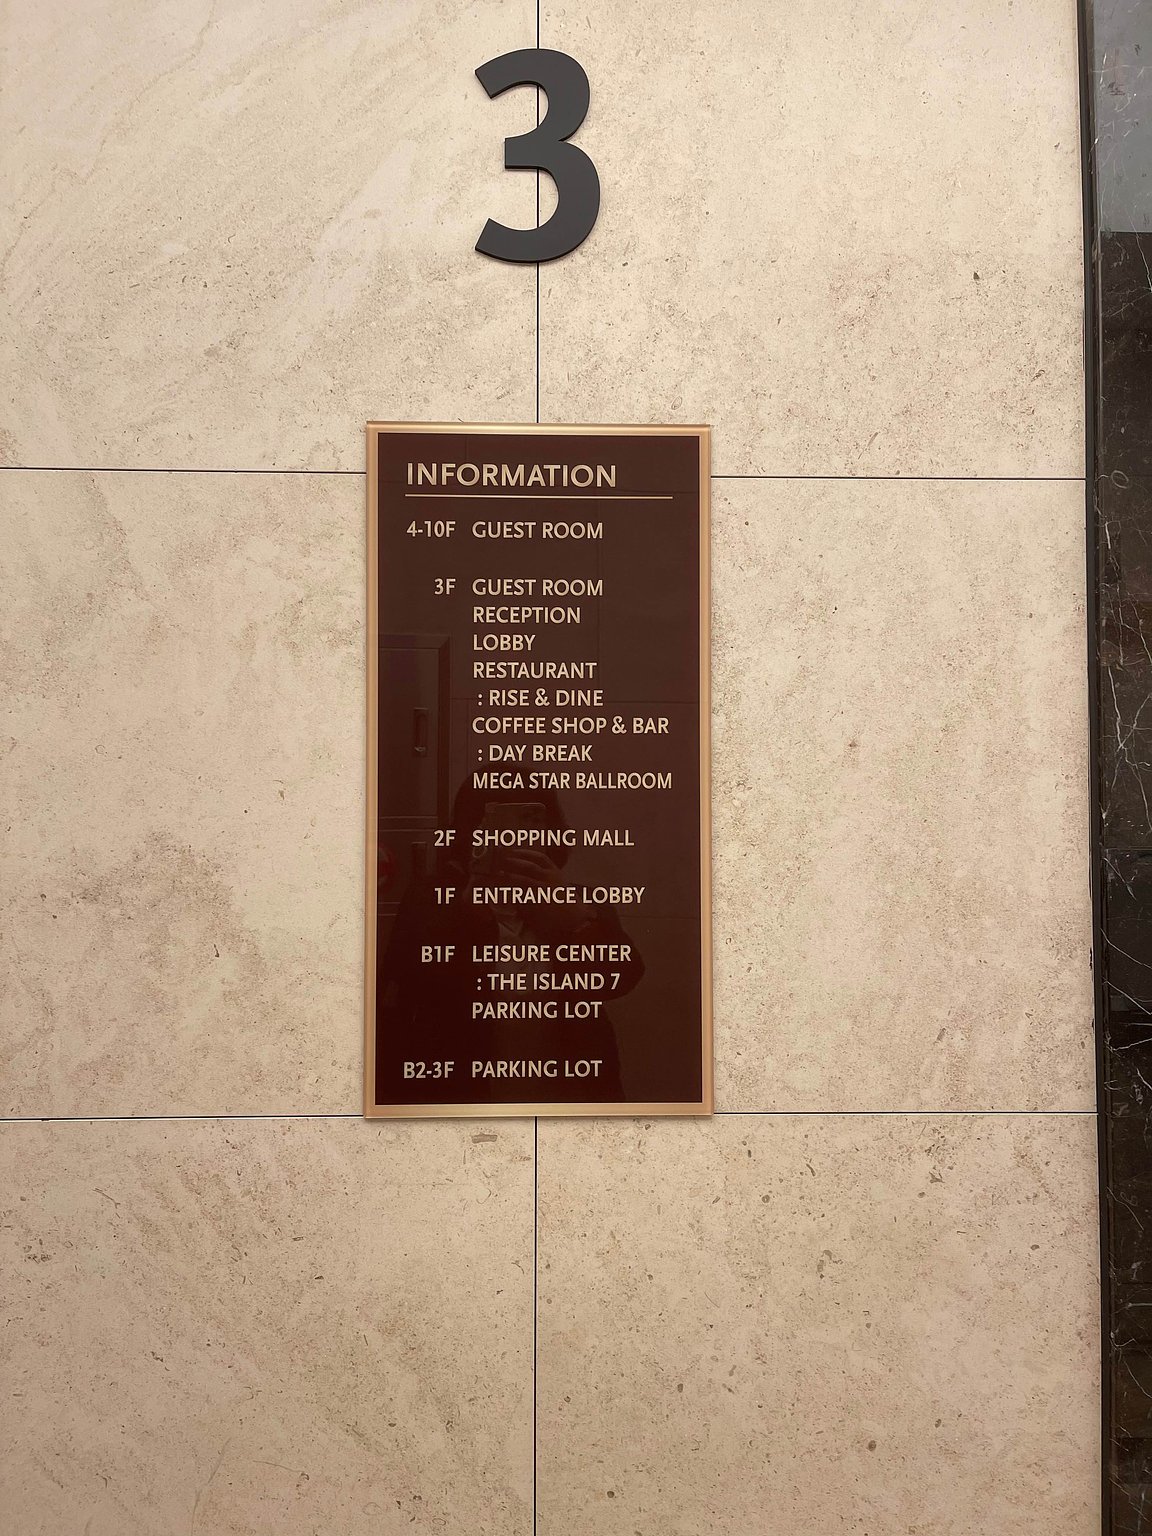 3
INFORMATION
4-10F GUEST ROOM
3F GUEST ROOM
RECEPTION
LOBBY
RESTAURANT
: RISE & DINE
COFFEE SHOP & BAR
: DAY BREAK
MEGA STAR BALLROOM
2F SHOPPING MALL
1F ENTRANCE LOBBY
B1F LEISURE CENTER
: THE ISLAND 7
PARKING LOT
B2-3F PARKING LOT